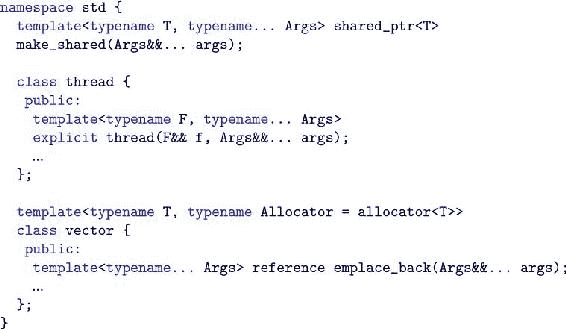 namespace std {
template<typename T, typename... Args> shared_ptr<T>
make_shared(Args&&... args);
class thread {
public:
template<typename F, typename... Args>
explicit thread(F&& f, Args&&... args);
…
};
template<typename T, typename Allocator = allocator<T>>
class vector {
public:
template<typename... Args> reference emplace_back(Args&&... args);
…
};
}